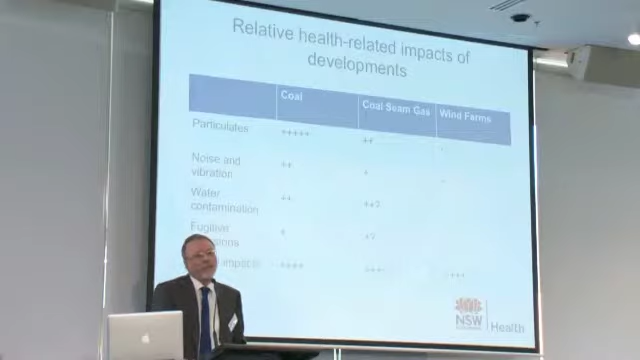 Relative health-related impacts of
developments
Coal
Coal Seam Gas
Wind Farms
Particulates
+++++
++
Noise and
vibration
++
+
Water
contamination
++
++?
Fugitive
+
+?
impacts
++++
NSW
Health